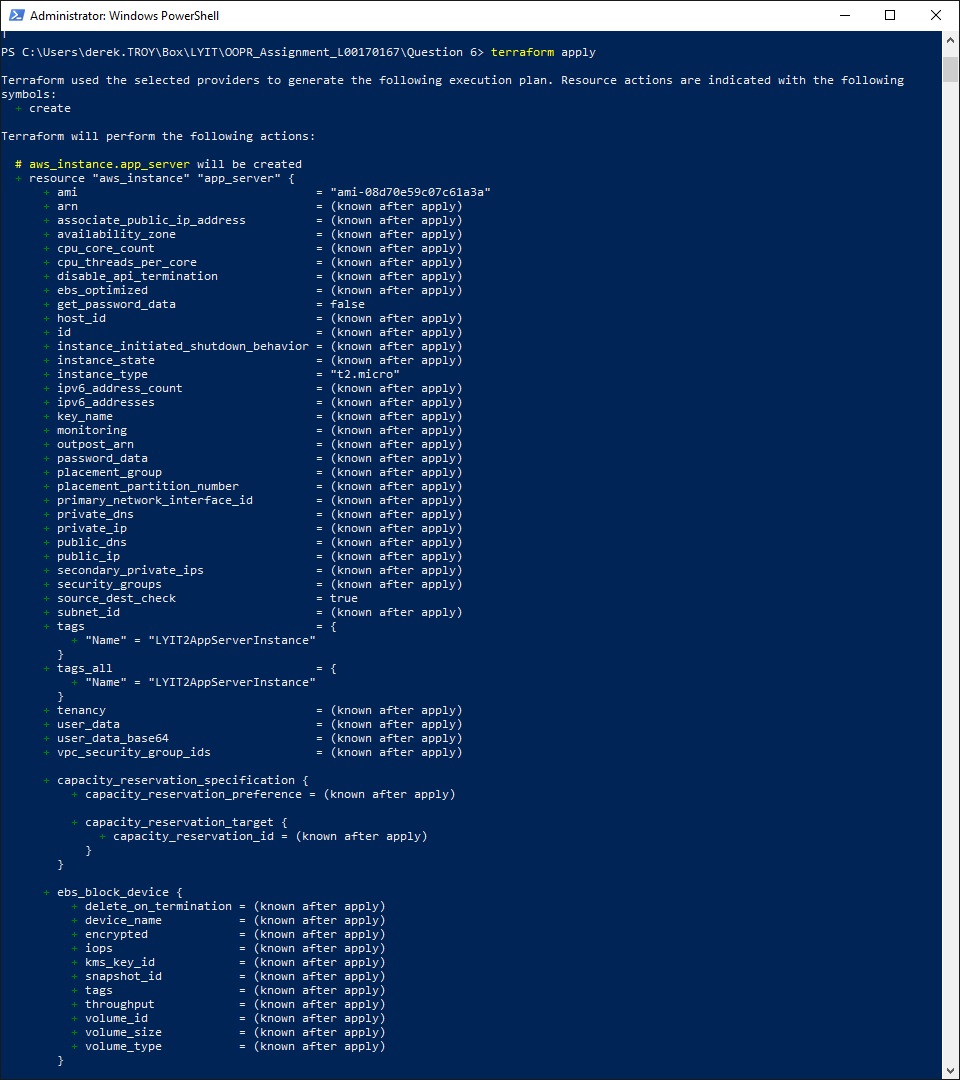 Administrator: Windows PowerShell
PS C:\Users\derek.TROY\Box\LYIT\OOPR_Assignment_L00170167\Question 6> terraform apply
Terraform used the selected providers to generate the following execution plan. Resource actions are indicated with the following
symbols:
+ create
Terraform will perform the following actions:
# aws_instance.app_server will be created
+ resource "aws_instance" "app_server" {
+ ami = "ami-08d70e59c07c61a3a"
+ arn = (known after apply)
+ associate_public_ip_address = (known after apply)
+ availability_zone = (known after apply)
+ cpu_core_count = (known after apply)
+ cpu_threads_per_core = (known after apply)
+ disable_api_termination = (known after apply)
+ ebs_optimized = (known after apply)
+ get_password_data = false
+ host_id = (known after apply)
+ id = (known after apply)
+ instance_initiated_shutdown_behavior = (known after apply)
+ instance_state = (known after apply)
+ instance_type = "t2.micro"
+ ipv6_address_count = (known after apply)
+ ipv6_addresses = (known after apply)
+ key_name = (known after apply)
+ monitoring = (known after apply)
+ outpost_arn = (known after apply)
+ password_data = (known after apply)
+ placement_group = (known after apply)
+ placement_partition_number = (known after apply)
+ primary_network_interface_id = (known after apply)
+ private_dns = (known after apply)
+ private_ip = (known after apply)
+ public_dns = (known after apply)
+ public_ip = (known after apply)
+ secondary_private_ips = (known after apply)
+ security_groups = (known after apply)
+ source_dest_check = true
+ subnet_id = (known after apply)
+ tags = {
+ "Name" = "LYIT2AppServerInstance"
}
+ tags_all = {
+ "Name" = "LYIT2AppServerInstance"
}
+ tenancy = (known after apply)
+ user_data = (known after apply)
+ user_data_base64 = (known after apply)
+ vpc_security_group_ids = (known after apply)
+ capacity_reservation_specification {
+ capacity_reservation_preference = (known after apply)
+ capacity_reservation_target {
+ capacity_reservation_id = (known after apply)
}
}
+ ebs_block_device {
+ delete_on_termination = (known after apply)
+ device_name = (known after apply)
+ encrypted = (known after apply)
+ iops = (known after apply)
+ kms_key_id = (known after apply)
+ snapshot_id = (known after apply)
+ tags = (known after apply)
+ throughput = (known after apply)
+ volume_id = (known after apply)
+ volume_size = (known after apply)
+ volume_type = (known after apply)
}